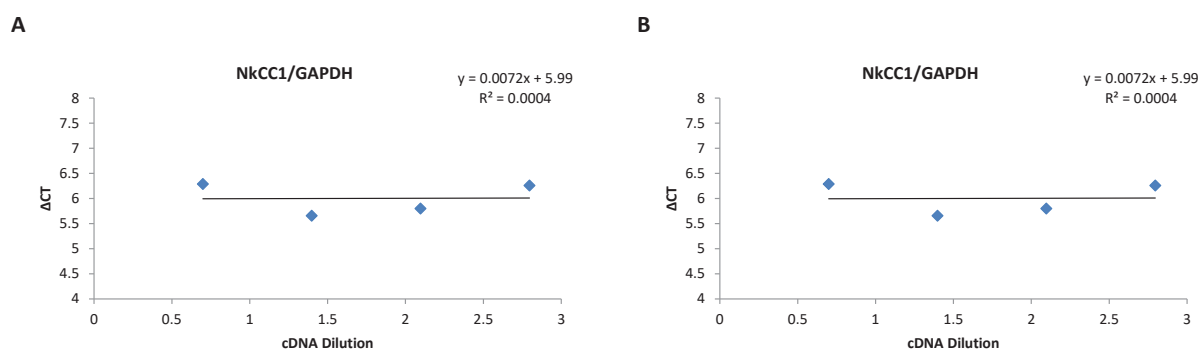 A
NkCC1/GAPDH
y = 0.0072x + 5.99
R² = 0.0004
8
7.5
7
6.5
6
5.5
5
4.5
4
ΔCT
0
0.5
1
1.5
2
2.5
3
cDNA Dilution
B
NkCC1/GAPDH
y = 0.0072x + 5.99
R² = 0.0004
8
7.5
7
6.5
6
5.5
5
4.5
4
ΔCT
0
0.5
1
1.5
2
2.5
3
cDNA Dilution